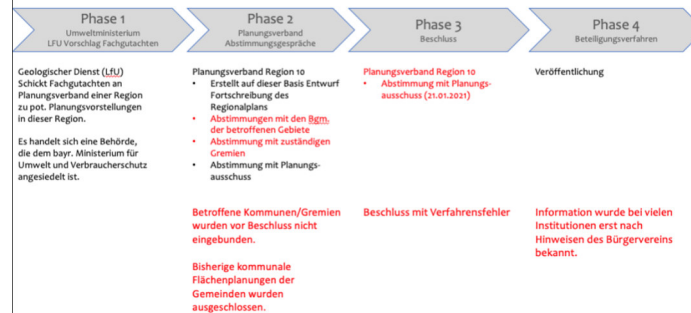 Phase 1
Umweltministerium
LFU Vorschlag Fachgutachten
Phase 2
Planungsverband
Abstimmungsgespräche
Phase 3
Beschluss
Phase 4
Beteiligungsverfahren
Geologischer Dienst (LfU)
Schickt Fachgutachten an
Planungsverband einer Region
zu pot. Planungsvorstellungen
in dieser Region.
Es handelt sich eine Behörde,
die dem bayr. Ministerium für
Umwelt und Verbraucherschutz
angesiedelt ist.
Planungsverband Region 10
• Erstellt auf dieser Basis Entwurf
Fortschreibung des
Regionalplans
• Abstimmungen mit den Bgm.
der betroffenen Gebiete
• Abstimmung mit zuständigen
Gremien
• Abstimmung mit Planungs-
ausschuss
Betroffene Kommunen/Gremien
wurden vor Beschluss nicht
eingebunden.
Bisherige kommunale
Flächenplanungen der
Gemeinden wurden
ausgeschlossen.
Planungsverband Region 10
• Abstimmung mit Planungs-
ausschuss (21.01.2021)
Beschluss mit Verfahrensfehler
Veröffentlichung
Information wurde bei vielen
Institutionen erst nach
Hinweisen des Bürgervereins
bekannt.